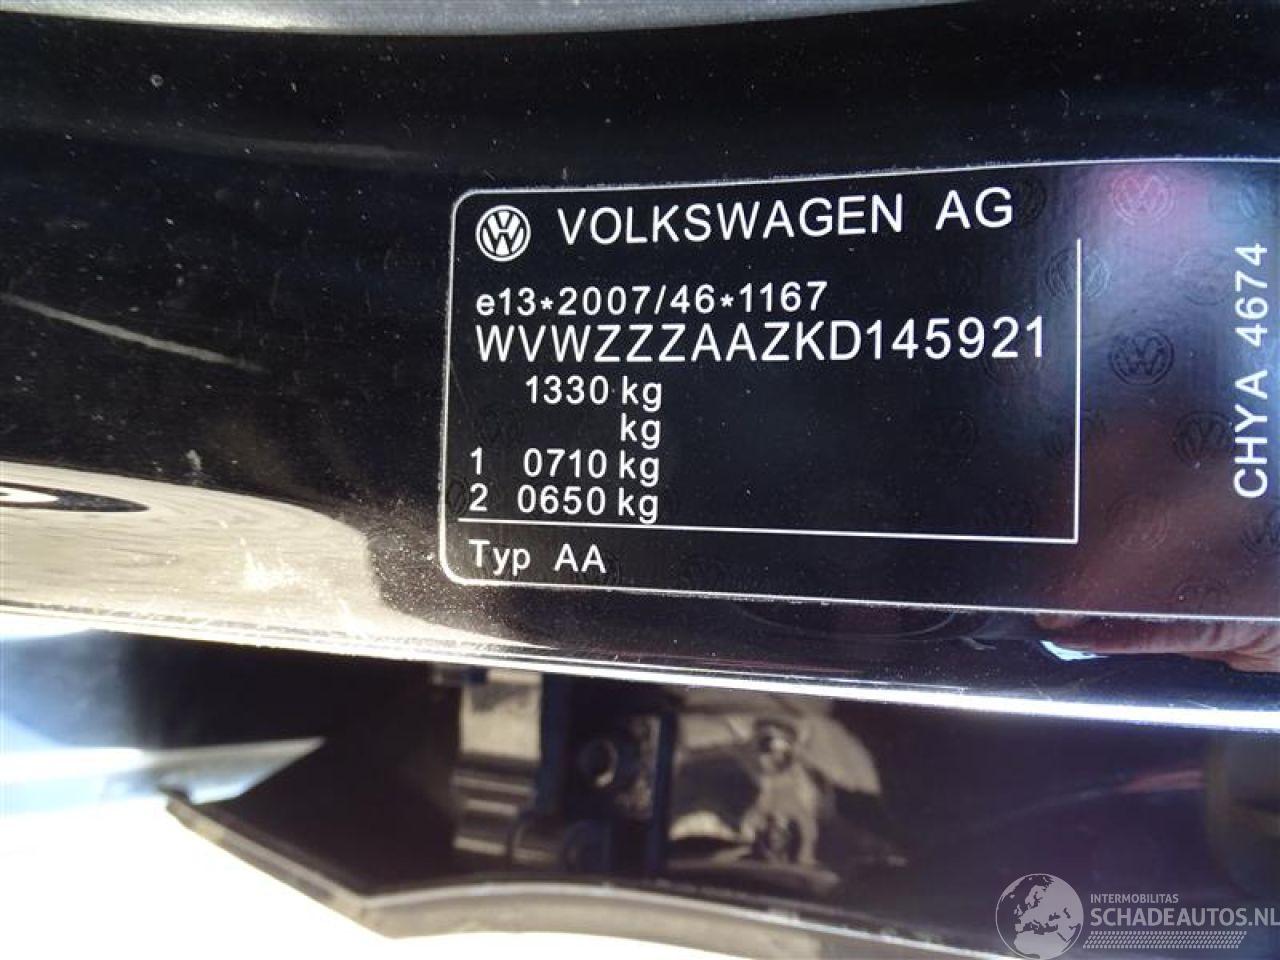 VOLKSWAGEN AG
e13*2007/46*1167
WVWZZZAAZKD145921
1330 kg
kg
1 0710 kg
2 0650 kg
Typ AA
CHYA 4674
INTERMOBILITAS
SCHADEAUTOS.NL